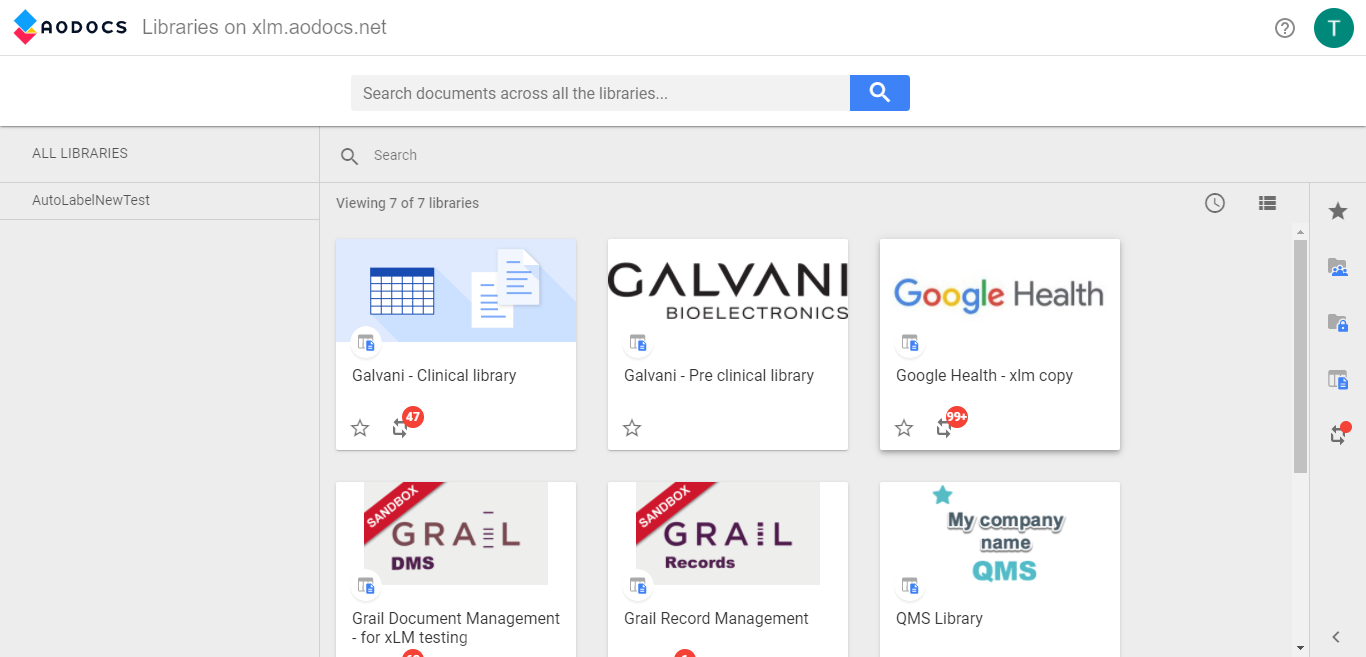 AODOCS Libraries on xlm.aodocs.net
T
Search documents across all the libraries...
ALL LIBRARIES
Search
AutoLabelNewTest
Viewing 7 of 7 libraries
GALVANI
BIOELECTRONICS
Google Health
Galvani - Clinical library
Galvani - Pre clinical library
Google Health - xlm copy
47
99+
SANDBOX
GRAIL
DMS
SANDBOX
GRAIL
Records
My company
name
QMS
Grail Document Management
- for xLM testing
Grail Record Management
QMS Library